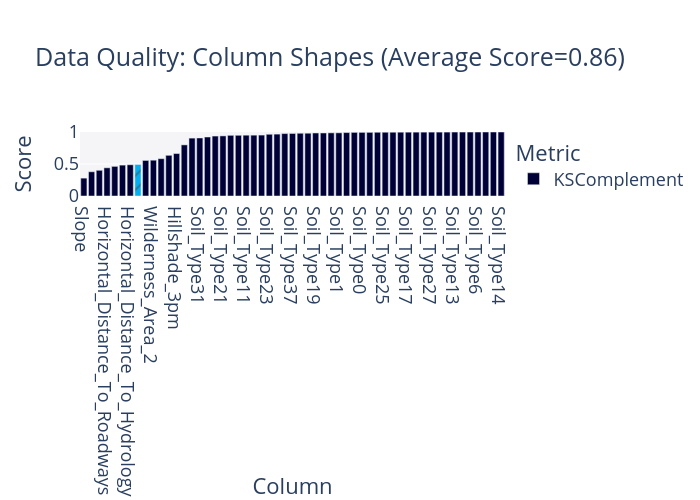 Data Quality: Column Shapes (Average Score=0.86)
Score
1
0.5
0
Slope
Horizontal_Distance_To_Roadways
Horizontal_Distance_To_Hydrology
Wilderness_Area_2
Hillshade_3pm
Soil_Type31
Soil_Type21
Soil_Type11
Soil_Type23
Soil_Type37
Soil_Type19
Soil_Type1
Soil_Type0
Soil_Type25
Soil_Type17
Soil_Type27
Soil_Type13
Soil_Type6
Soil_Type14
Column
Metric
KSComplement